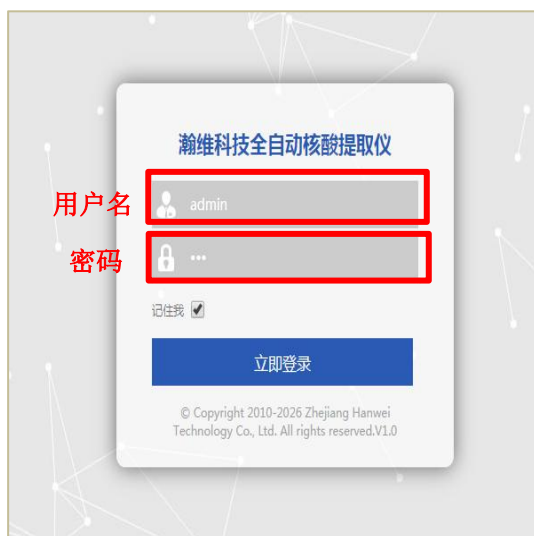 瀚维科技全自动核酸提取仪
用户名
admin
密码
•••
记住我
立即登录
© Copyright 2010-2026 Zhejiang Hanwei
Technology Co., Ltd. All rights reserved.V1.0